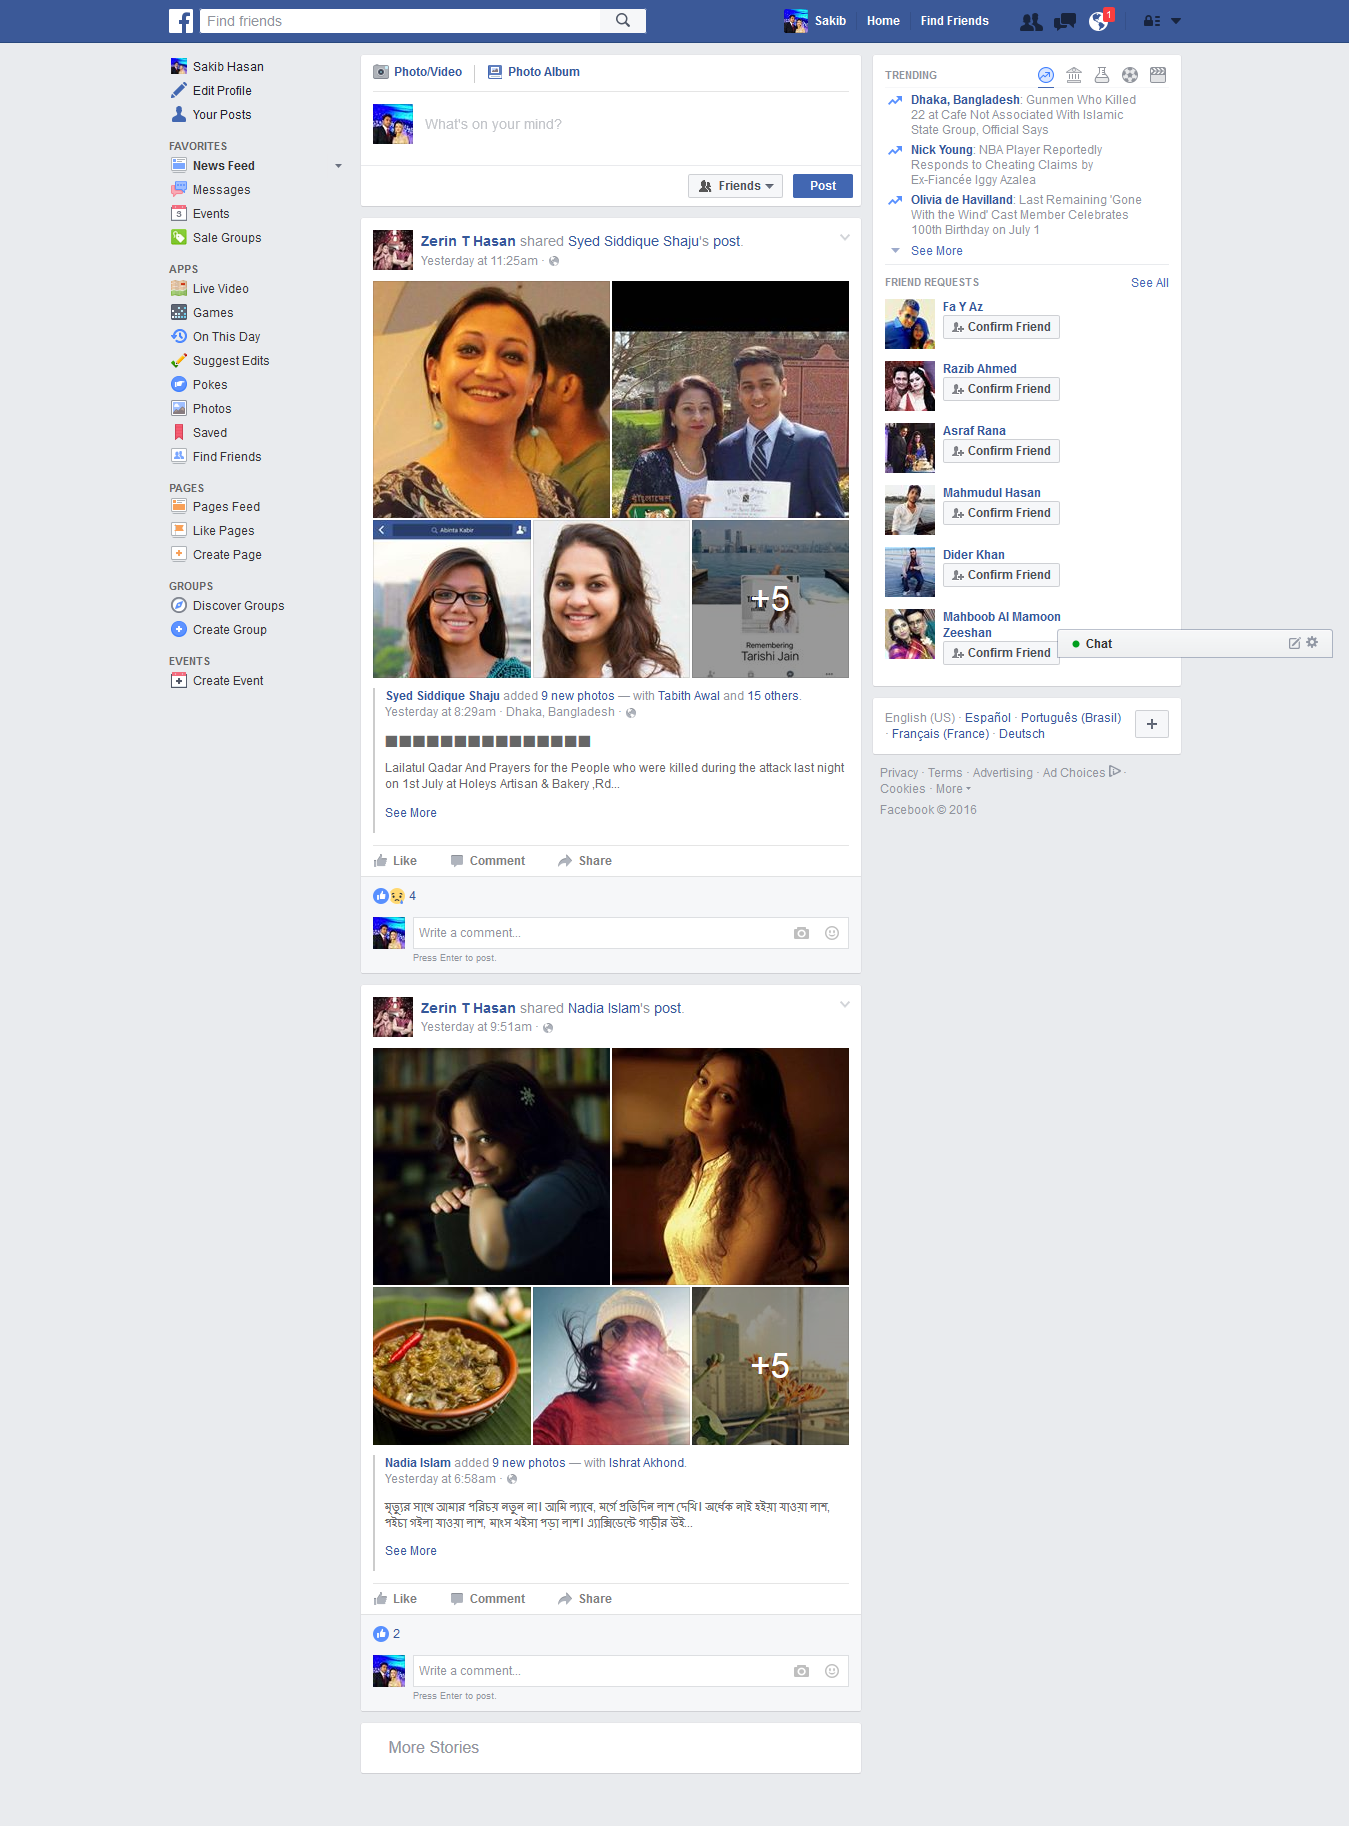 Find friends
Sakib
Home
Find Friends
1
Sakib Hasan
Edit Profile
Your Posts
FAVORITES
News Feed
Messages
Events
Sale Groups
APPS
Live Video
Games
On This Day
Suggest Edits
Pokes
Photos
Saved
Find Friends
PAGES
Pages Feed
Like Pages
Create Page
GROUPS
Discover Groups
Create Group
EVENTS
Create Event
Photo/Video
Photo Album
What's on your mind?
Friends
Post
Zerin T Hasan shared Syed Siddique Shaju's post.
Yesterday at 11:25am ·
Abinta Kabir
+5
Remembering
Tarishi Jain
Syed Siddique Shaju added 9 new photos — with Tabith Awal and 15 others.
Yesterday at 8:29am · Dhaka, Bangladesh ·
■■■■■■■■■■■■■■■
Lailatul Qadar And Prayers for the People who were killed during the attack last night
on 1st July at Holeys Artisan & Bakery ,Rd...
See More
Like
Comment
Share
4
Write a comment...
Press Enter to post.
Zerin T Hasan shared Nadia Islam's post.
Yesterday at 9:51am ·
+5
Nadia Islam added 9 new photos — with Ishrat Akhond.
Yesterday at 6:58am ·
মৃত্যুর সাথে আমার পরিচয় নতুন না। আমি ল্যাবে, মর্গে প্রতিদিন লাশ দেখি। অর্ধেক নাই হইয়া যাওয়া লাশ,
পইচা গইলা যাওয়া লাশ, মাংস খইসা পড়া লাশ। এ্যাক্সিডেন্টে গাড়ীর উই...
See More
Like
Comment
Share
2
Write a comment...
Press Enter to post.
More Stories
TRENDING
Dhaka, Bangladesh: Gunmen Who Killed
22 at Cafe Not Associated With Islamic
State Group, Official Says
Nick Young: NBA Player Reportedly
Responds to Cheating Claims by
Ex-Fiancée Iggy Azalea
Olivia de Havilland: Last Remaining 'Gone
With the Wind' Cast Member Celebrates
100th Birthday on July 1
See More
FRIEND REQUESTS
See All
Fa Y Az
Confirm Friend
Razib Ahmed
Confirm Friend
Asraf Rana
Confirm Friend
Mahmudul Hasan
Confirm Friend
Dider Khan
Confirm Friend
Mahboob Al Mamoon
Zeeshan
Confirm Friend
Chat
English (US) · Español · Português (Brasil)
· Français (France) · Deutsch
Privacy · Terms · Advertising · Ad Choices ·
Cookies · More
Facebook © 2016